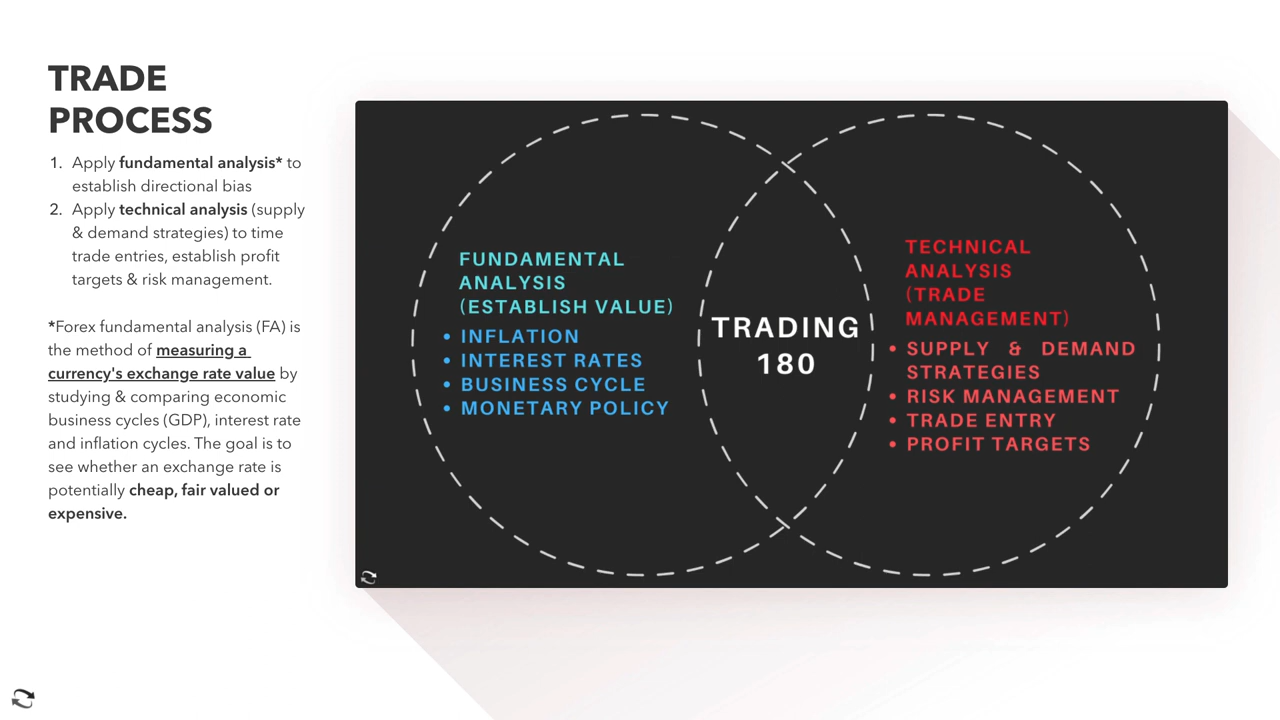 TRADE
PROCESS
1. Apply fundamental analysis* to
establish directional bias
2. Apply technical analysis (supply
& demand strategies) to time
trade entries, establish profit
targets & risk management.
*Forex fundamental analysis (FA) is
the method of measuring a
currency's exchange rate value by
studying & comparing economic
business cycles (GDP), interest rate
and inflation cycles. The goal is to
see whether an exchange rate is
potentially cheap, fair valued or
expensive.
FUNDAMENTAL
ANALYSIS
(ESTABLISH VALUE)
• INFLATION
• INTEREST RATES
• BUSINESS CYCLE
• MONETARY POLICY
TRADING
180
TECHNICAL
ANALYSIS
(TRADE
MANAGEMENT)
• SUPPLY & DEMAND
STRATEGIES
• RISK MANAGEMENT
• TRADE ENTRY
• PROFIT TARGETS